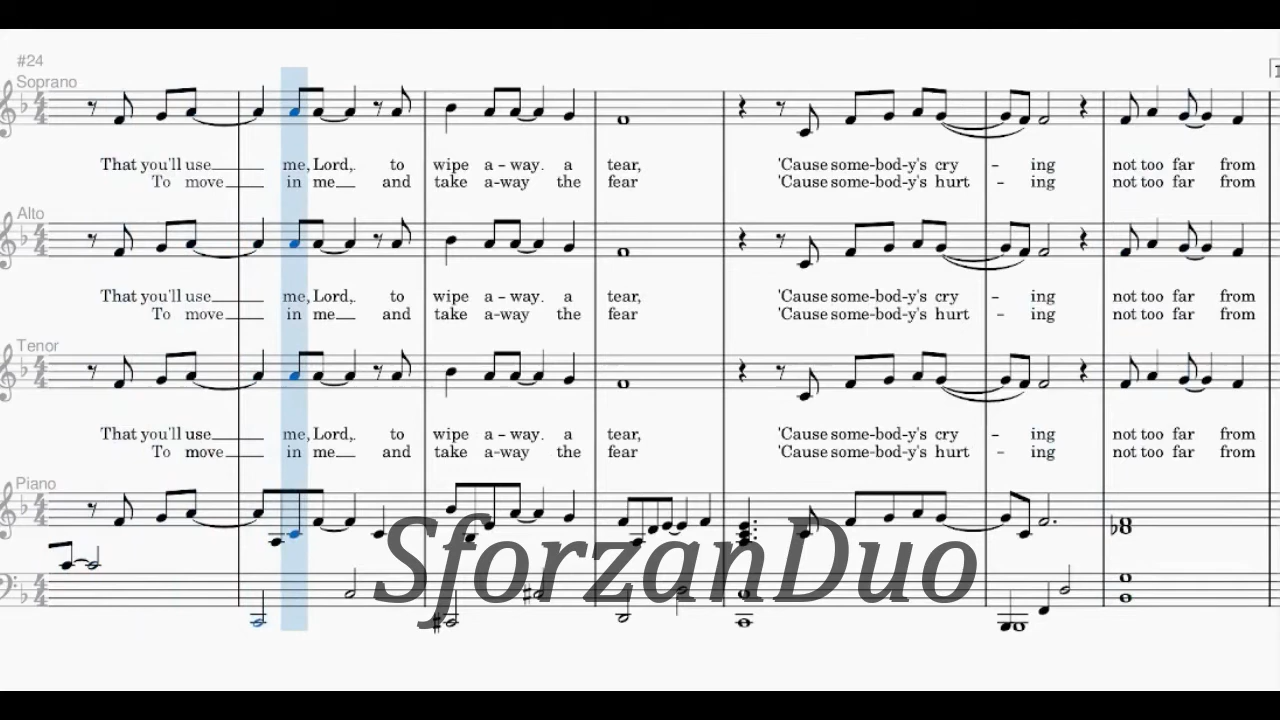 #24
Soprano
That you'll use me, Lord, to wipe a - way. a tear, 'Cause some-bod-y's cry - ing not too far from
To move in me and take a-way the fear 'Cause some-bod-y's hurt - ing not too far from
Alto
That you'll use me, Lord, to wipe a - way. a tear, 'Cause some-bod-y's cry - ing not too far from
To move in me and take a-way the fear 'Cause some-bod-y's hurt - ing not too far from
Tenor
That you'll use me, Lord, to wipe a - way. a tear, 'Cause some-bod-y's cry - ing not too far from
To move in me and take a-way the fear 'Cause some-bod-y's hurt - ing not too far from
Piano
SforzanDuo